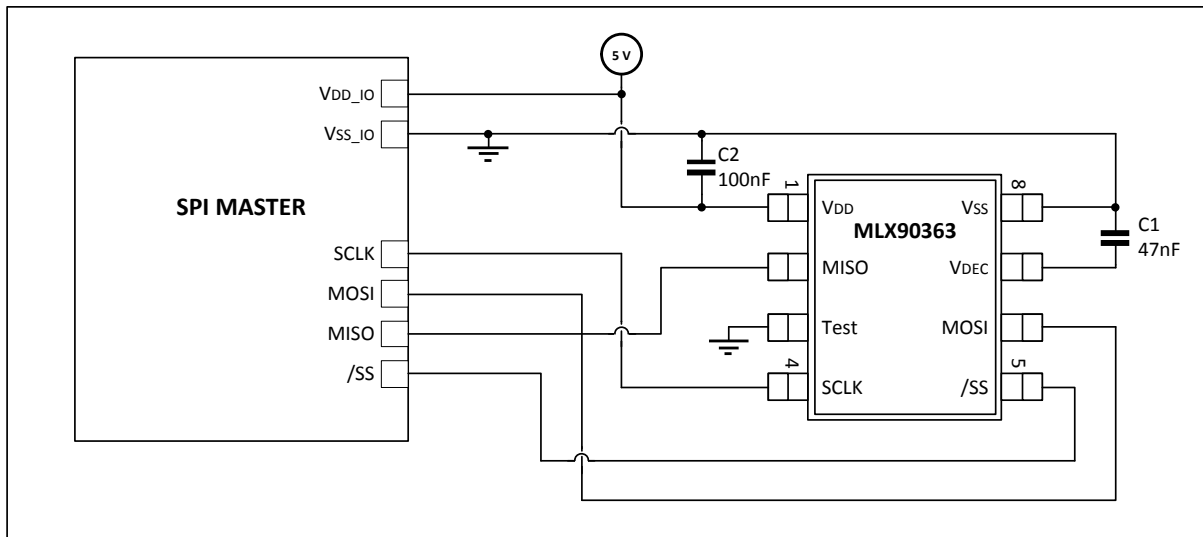 5 V
VDD_IO
VSS_IO
SPI MASTER
SCLK
MOSI
MISO
/SS
C2
100nF
1
8
VDD
VSS
MLX90363
MISO
VDEC
Test
MOSI
4
5
SCLK
/SS
C1
47nF